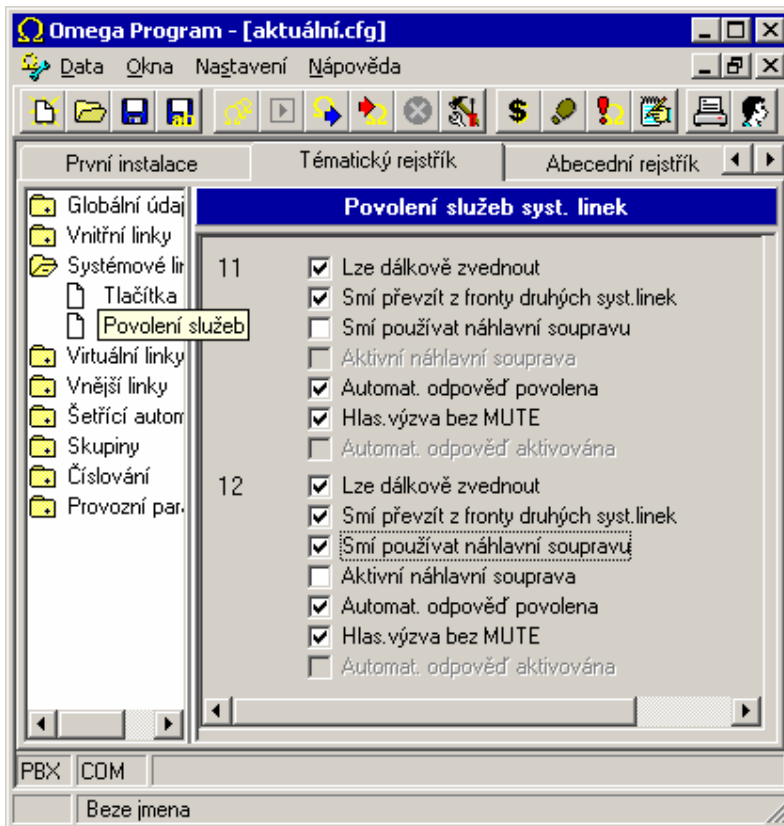 Omega Program - [aktuální.cfg]
Data Okna Nastavení Nápověda
První instalace Tématický rejstřík Abecední rejstřík
Globální údaj
Vnitřní linky
Systémové lin
Tlačítka
Povolení služeb
Virtuální linky
Vnější linky
Šetřící autom
Skupiny
Číslování
Provozní par
Povolení služeb syst. linek
11
Lze dálkově zvednout
Smí převzít z fronty druhých syst.linek
Smí používat náhlavní soupravu
Aktivní náhlavní souprava
Automat. odpověď povolena
Hlas.výzva bez MUTE
Automat. odpověď aktivována
12
Lze dálkově zvednout
Smí převzít z fronty druhých syst.linek
Smí používat náhlavní soupravu
Aktivní náhlavní souprava
Automat. odpověď povolena
Hlas.výzva bez MUTE
Automat. odpověď aktivována
PBX COM
Beze jmena